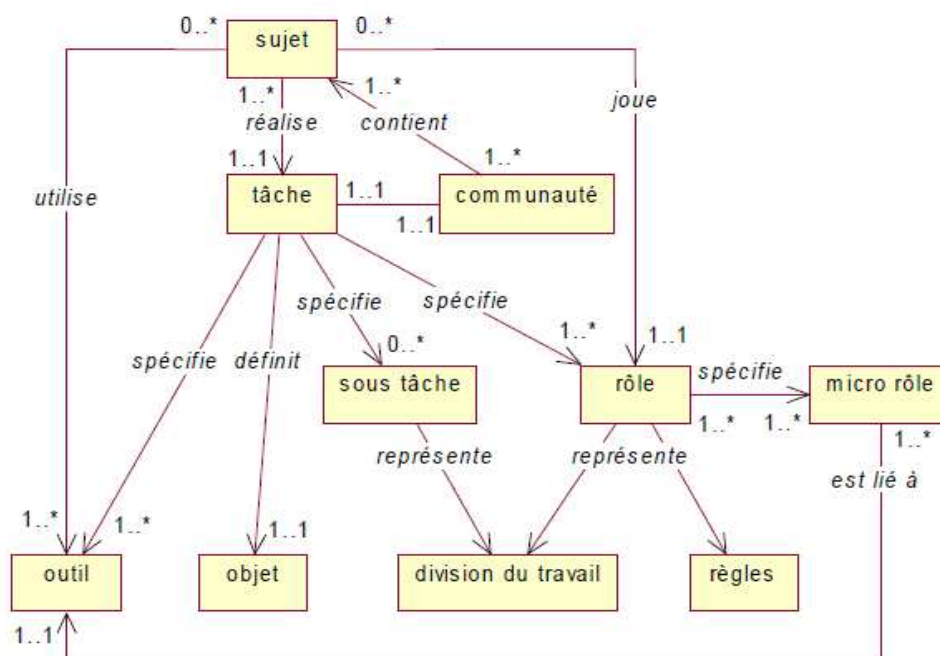 0..* sujet 0..*
1..* 1..* joue
réalise contient
1..1 1..*
utilise tâche 1..1 communauté
1..1
spécifie spécifie
spécifie définit 0..* 1..* 1..1
sous tâche rôle spécifie micro rôle
1..* 1..* 1..*
représente représente est lié à
1..* 1..* 1..1
outil objet division du travail règles
1..1